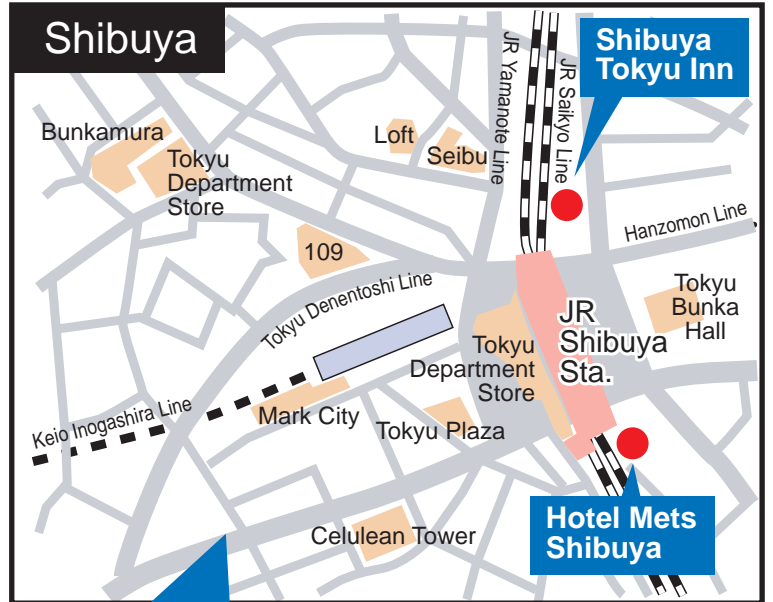 Shibuya
Shibuya
Tokyu Inn
JR Yamanote Line
JR Saikyo Line
Bunkamura
Tokyu
Department
Store
Loft
Seibu
Hanzomon Line
109
Tokyu Denentoshi Line
Tokyu
Bunka
Hall
JR
Shibuya
Sta.
Tokyu
Department
Store
Keio Inogashira Line
Mark City
Tokyu Plaza
Celulean Tower
Hotel Mets
Shibuya